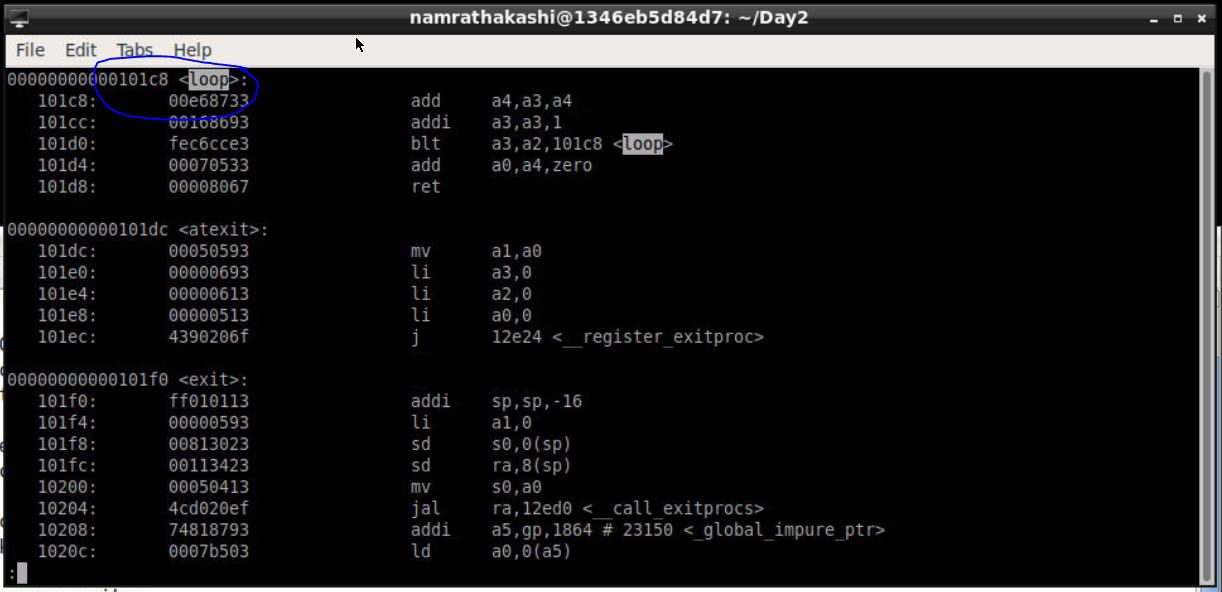 namrathakashi@1346eb5d84d7: ~/Day2
File Edit Tabs Help
00000000000101c8 <loop>:
101c8: 00e68733 add a4,a3,a4
101cc: 00168693 addi a3,a3,1
101d0: fec6cce3 blt a3,a2,101c8 <loop>
101d4: 00070533 add a0,a4,zero
101d8: 00008067 ret
00000000000101dc <atexit>:
101dc: 00050593 mv a1,a0
101e0: 00000693 li a3,0
101e4: 00000613 li a2,0
101e8: 00000513 li a0,0
101ec: 4390206f j 12e24 <__register_exitproc>
00000000000101f0 <exit>:
101f0: ff010113 addi sp,sp,-16
101f4: 00000593 li a1,0
101f8: 00813023 sd s0,0(sp)
101fc: 00113423 sd ra,8(sp)
10200: 00050413 mv s0,a0
10204: 4cd020ef jal ra,12ed0 <__call_exitprocs>
10208: 74818793 addi a5,gp,1864 # 23150 <_global_impure_ptr>
1020c: 0007b503 ld a0,0(a5)
: